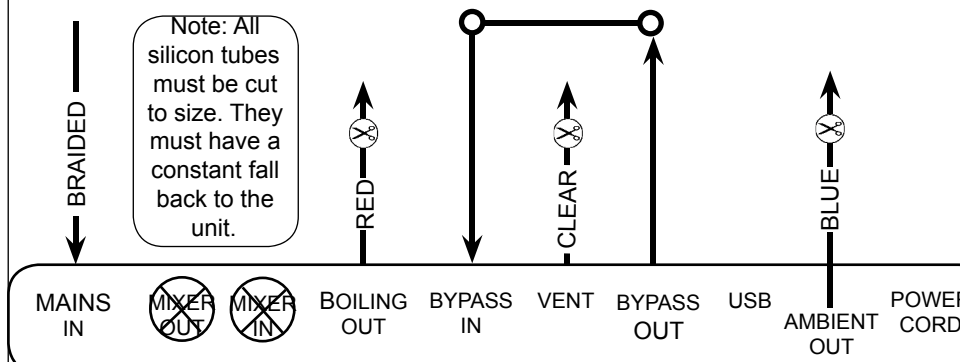 Note: All
silicon tubes
must be cut
to size. They
must have a
constant fall
back to the
unit.
BRAIDED
RED
CLEAR
BLUE
MAINS
IN
MIXER
OUT
MIXER
IN
BOILING
OUT
BYPASS
IN
VENT
BYPASS
OUT
USB
AMBIENT
OUT
POWER
CORD